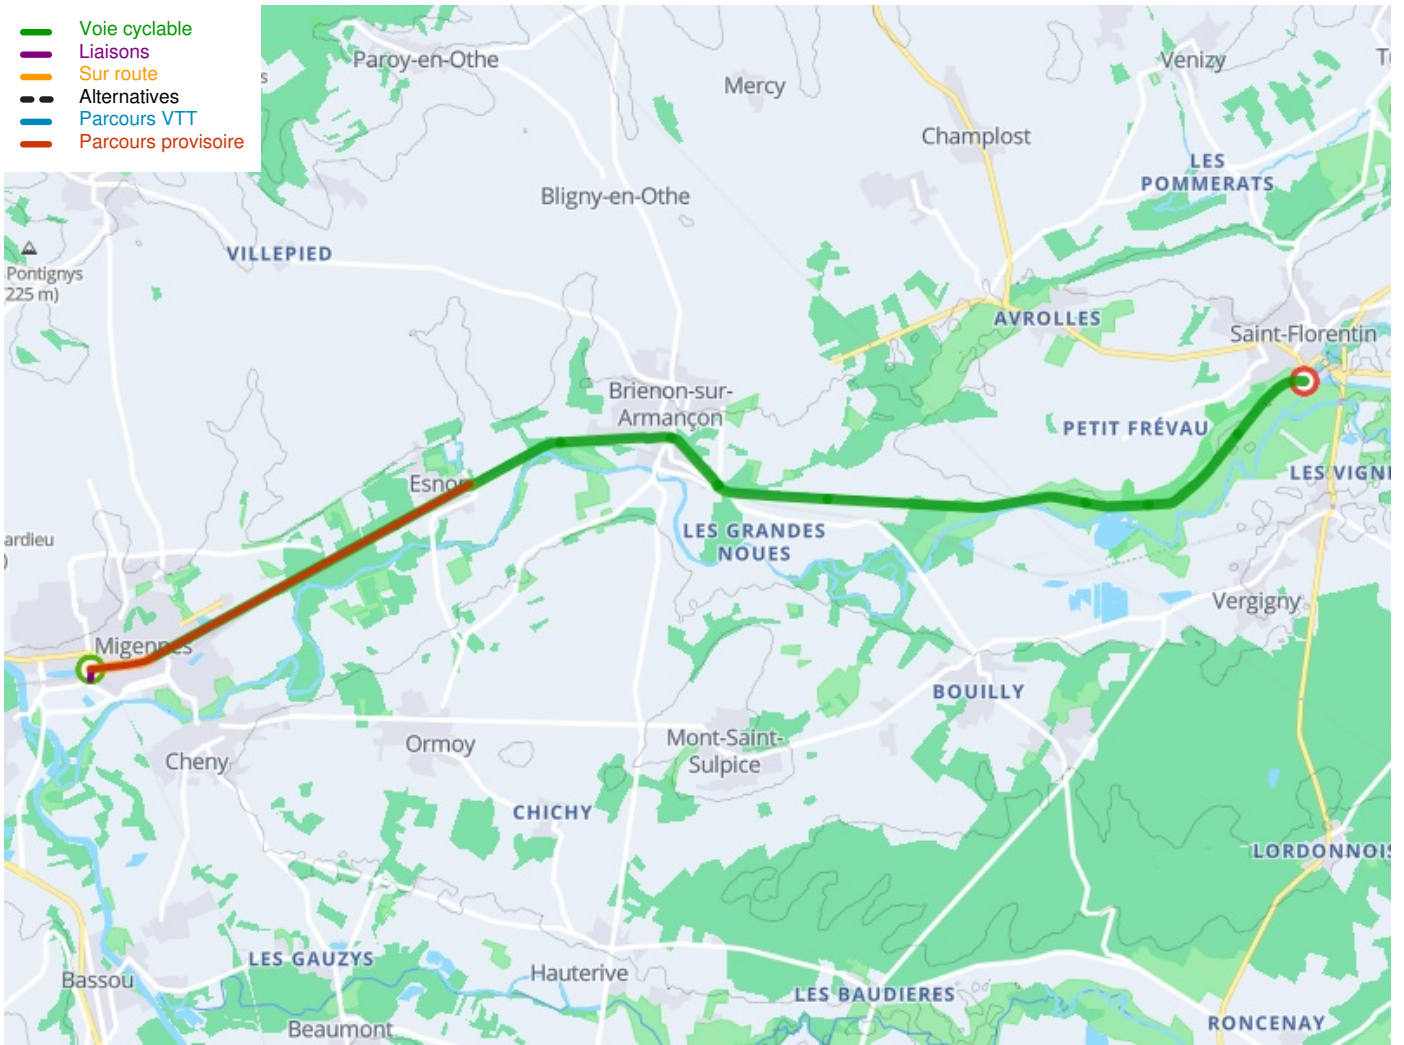 Voie cyclable
Liaisons
Sur route
Alternatives
Parcours VTT
Parcours provisoire
Paroy-en-Othe
Mercy
Venizy
Champlost
LES
POMMERATS
Bligny-en-Othe
VILLEPIED
Pontignys
225 m)
AVROLLES
Saint-Florentin
Brienon-sur-
Armançon
PETIT FRÉVAU
LES VIGN
Esnon
LES GRANDES
NOUES
ardieu
)
Vergigny
Migennes
BOUILLY
Mont-Saint-
Sulpice
Ormoy
Cheny
CHICHY
LORDONNOIS
LES GAUZYS
Hauterive
Bassou
LES BAUDIERES
RONCENAY
Beaumont